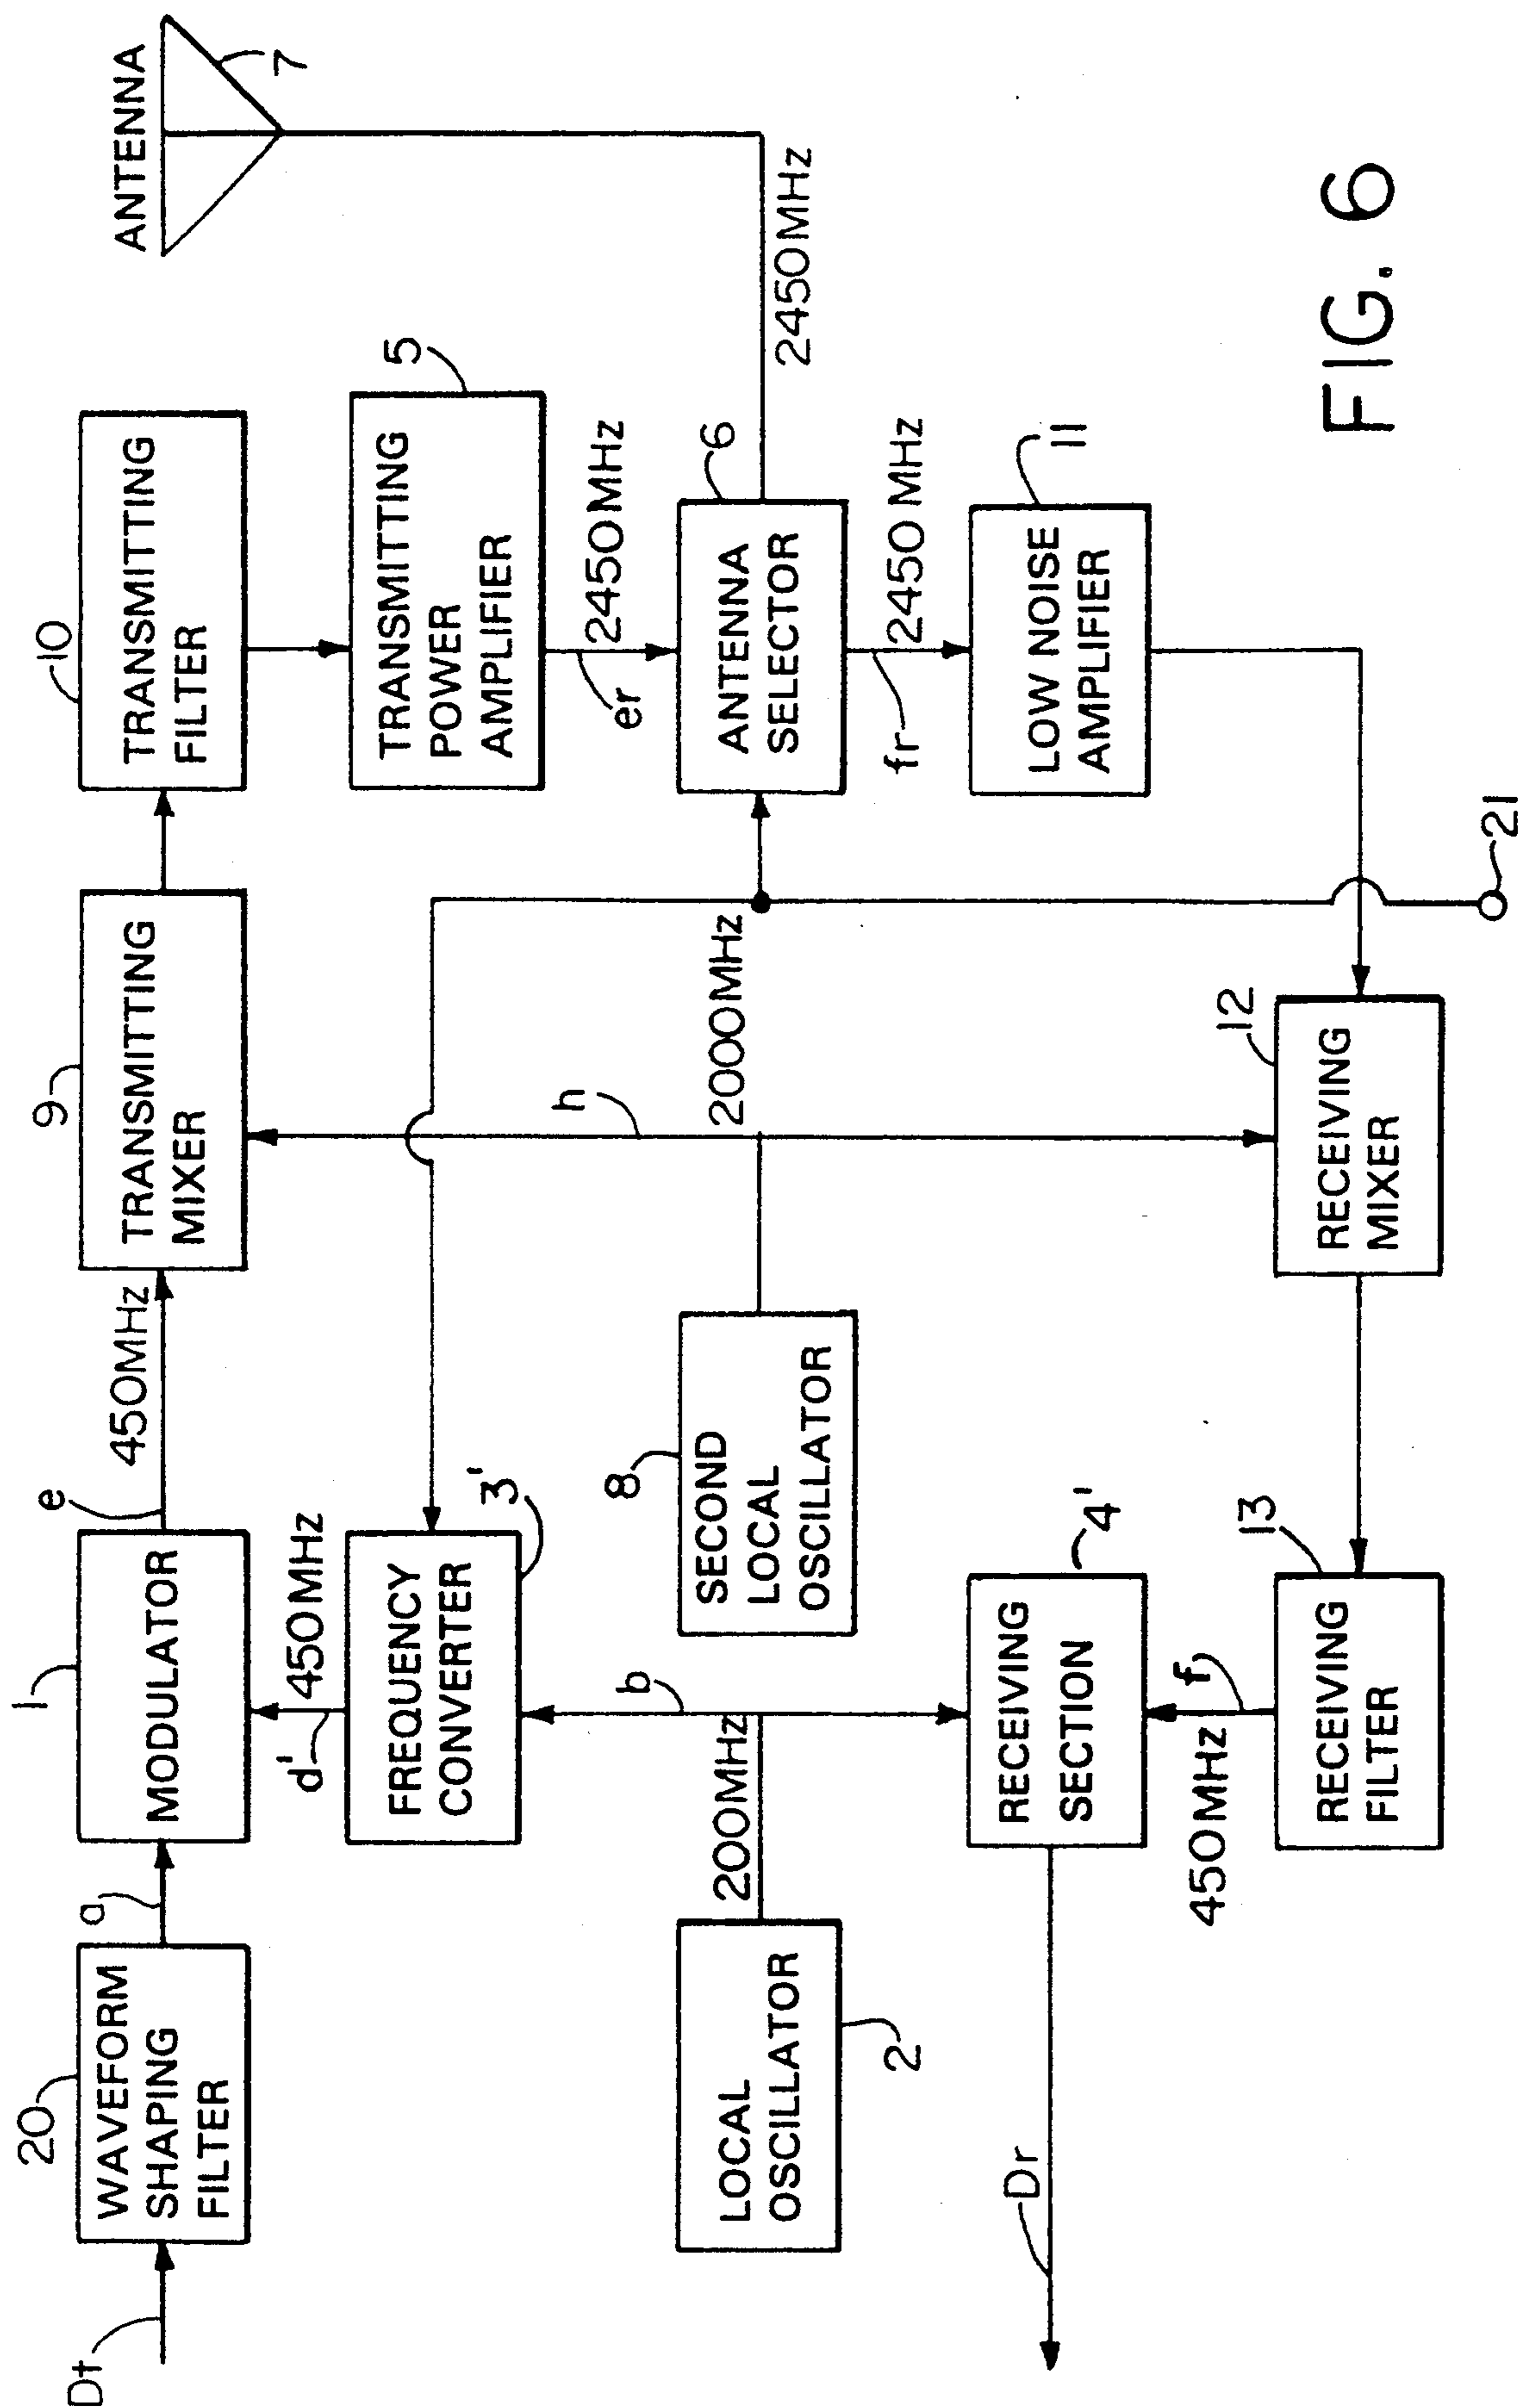 Dt
20
WAVEFORM
SHAPING
FILTER
a
1
MODULATOR
e
450MHz
9
TRANSMITTING
MIXER
10
TRANSMITTING
FILTER
ANTENNA
7
d'
450MHz
FREQUENCY
CONVERTER
3'
h
TRANSMITTING
POWER
AMPLIFIER
5
er
2450MHz
LOCAL
OSCILLATOR
2
200MHz
b
8
SECOND
LOCAL
OSCILLATOR
2000MHz
ANTENNA
SELECTOR
6
2450MHz
fr
2450MHz
Dr
RECEIVING
SECTION
4'
LOW NOISE
AMPLIFIER
11
450MHz
f
RECEIVING
FILTER
13
RECEIVING
MIXER
12
21
FIG. 6